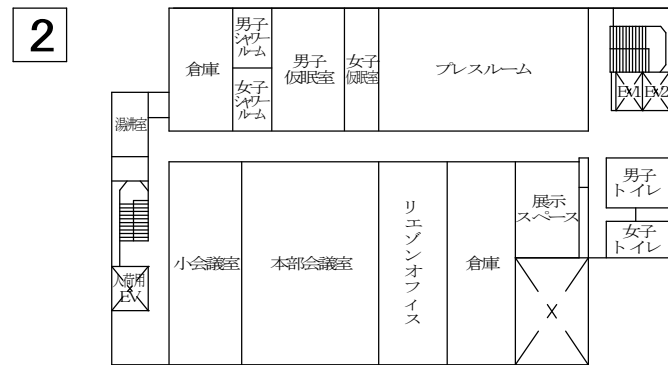 2
倉庫
男子
シャワー
ルーム
女子
シャワー
ルーム
男子
仮眠室
女子
仮眠室
プレスルーム
EV1
EV2
湯沸室
人荷用
EV
小会議室
本部会議室
リエゾンオフィス
倉庫
展示
スペース
男子
トイレ
女子
トイレ